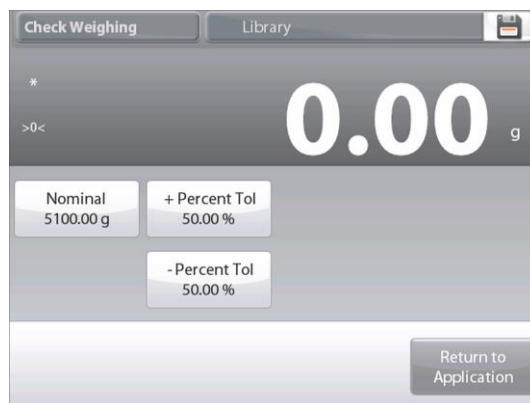 Check Weighing
Library
*
>0<
0.00 g
Nominal
5100.00 g
+ Percent Tol
50.00 %
- Percent Tol
50.00 %
Return to
Application